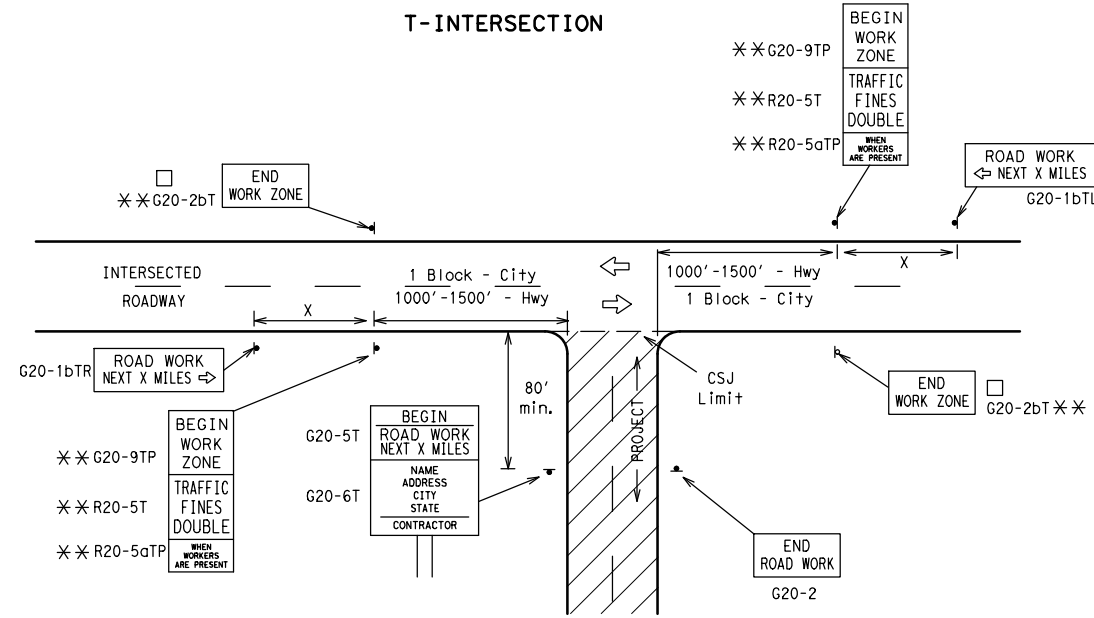 T-INTERSECTION
BEGIN
WORK
ZONE
**G20-9TP
TRAFFIC
FINES
DOUBLE
**R20-5T
WHEN
WORKERS
ARE PRESENT
**R20-5aTP
ROAD WORK
⇦ NEXT X MILES
G20-1bTL
□
**G20-2bT
END
WORK ZONE
INTERSECTED
ROADWAY
1 Block - City
1000'-1500' - Hwy
1000'-1500' - Hwy
1 Block - City
X
X
G20-1bTR
ROAD WORK
NEXT X MILES ⇨
80'
min.
CSJ
Limit
PROJECT
END
WORK ZONE
□
G20-2bT **
BEGIN
WORK
ZONE
**G20-9TP
TRAFFIC
FINES
DOUBLE
**R20-5T
WHEN
WORKERS
ARE PRESENT
**R20-5aTP
BEGIN
ROAD WORK
NEXT X MILES
G20-5T
NAME
ADDRESS
CITY
STATE
CONTRACTOR
G20-6T
END
ROAD WORK
G20-2